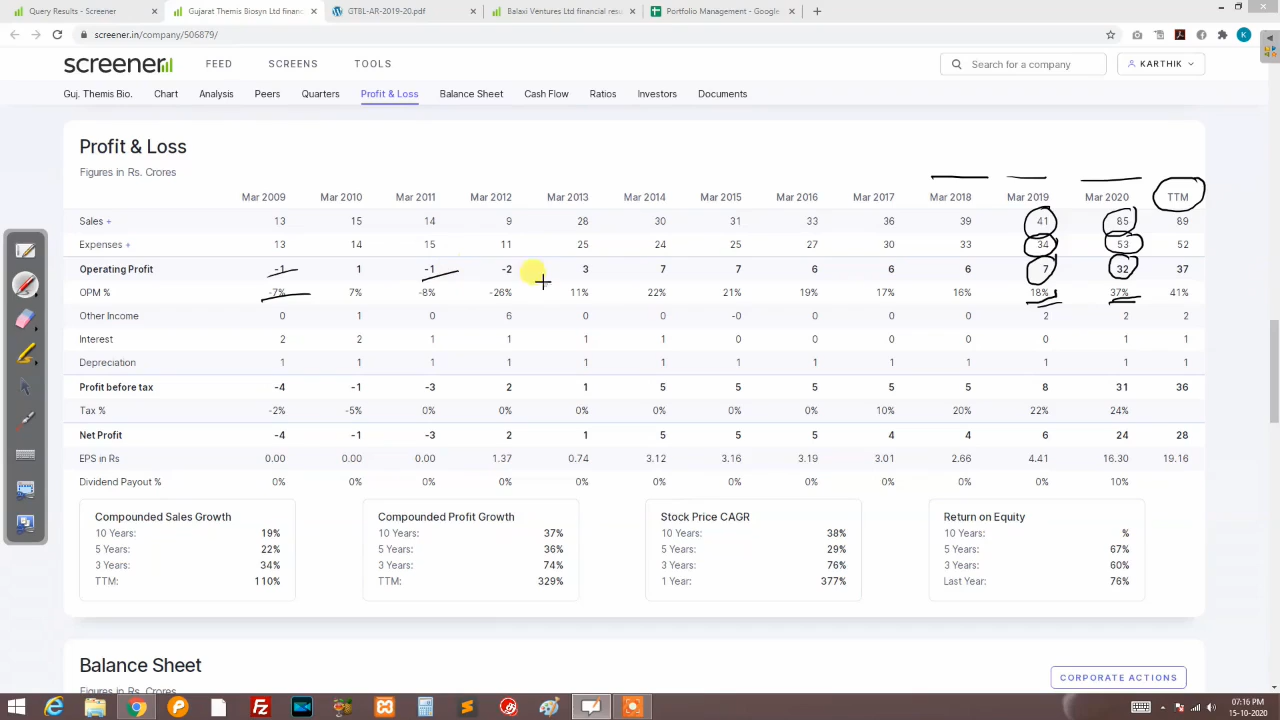 Query Results - Screener
Gujarat Themis Biosyn Ltd finan
GTBL-AR-2019-20.pdf
Balaxi Ventures Ltd financial resu
Portfolio Management - Google
screener.in/company/506879/
K
screener
FEED
SCREENS
TOOLS
Search for a company
KARTHIK
Guj. Themis Bio. Chart Analysis Peers Quarters Profit & Loss Balance Sheet Cash Flow Ratios Investors Documents
Profit & Loss
Figures in Rs. Crores
Mar 2009 Mar 2010 Mar 2011 Mar 2012 Mar 2013 Mar 2014 Mar 2015 Mar 2016 Mar 2017 Mar 2018 Mar 2019 Mar 2020 TTM
Sales + 13 15 14 9 28 30 31 33 36 39 41 85 89
Expenses + 13 14 15 11 25 24 25 27 30 33 34 53 52
Operating Profit -1 1 -1 -2 3 7 7 6 6 6 7 32 37
OPM % -7% 7% -8% -26% 11% 22% 21% 19% 17% 16% 18% 37% 41%
Other Income 0 1 0 6 0 0 -0 0 0 0 2 2 2
Interest 2 2 1 1 1 1 0 0 0 0 0 1 1
Depreciation 1 1 1 1 1 1 1 1 1 1 1 1 1
Profit before tax -4 -1 -3 2 1 5 5 5 5 5 8 31 36
Tax % -2% -5% 0% 0% 0% 0% 0% 0% 10% 20% 22% 24%
Net Profit -4 -1 -3 2 1 5 5 5 4 4 6 24 28
EPS in Rs 0.00 0.00 0.00 1.37 0.74 3.12 3.16 3.19 3.01 2.66 4.41 16.30 19.16
Dividend Payout % 0% 0% 0% 0% 0% 0% 0% 0% 0% 0% 0% 10%
Compounded Sales Growth
10 Years: 19%
5 Years: 22%
3 Years: 34%
TTM: 110%
Compounded Profit Growth
10 Years: 37%
5 Years: 36%
3 Years: 74%
TTM: 329%
Stock Price CAGR
10 Years: 38%
5 Years: 29%
3 Years: 76%
1 Year: 377%
Return on Equity
10 Years: %
5 Years: 67%
3 Years: 60%
Last Year: 76%
Balance Sheet
Figures in Rs. Crores
CORPORATE ACTIONS
07:16 PM
15-10-2020